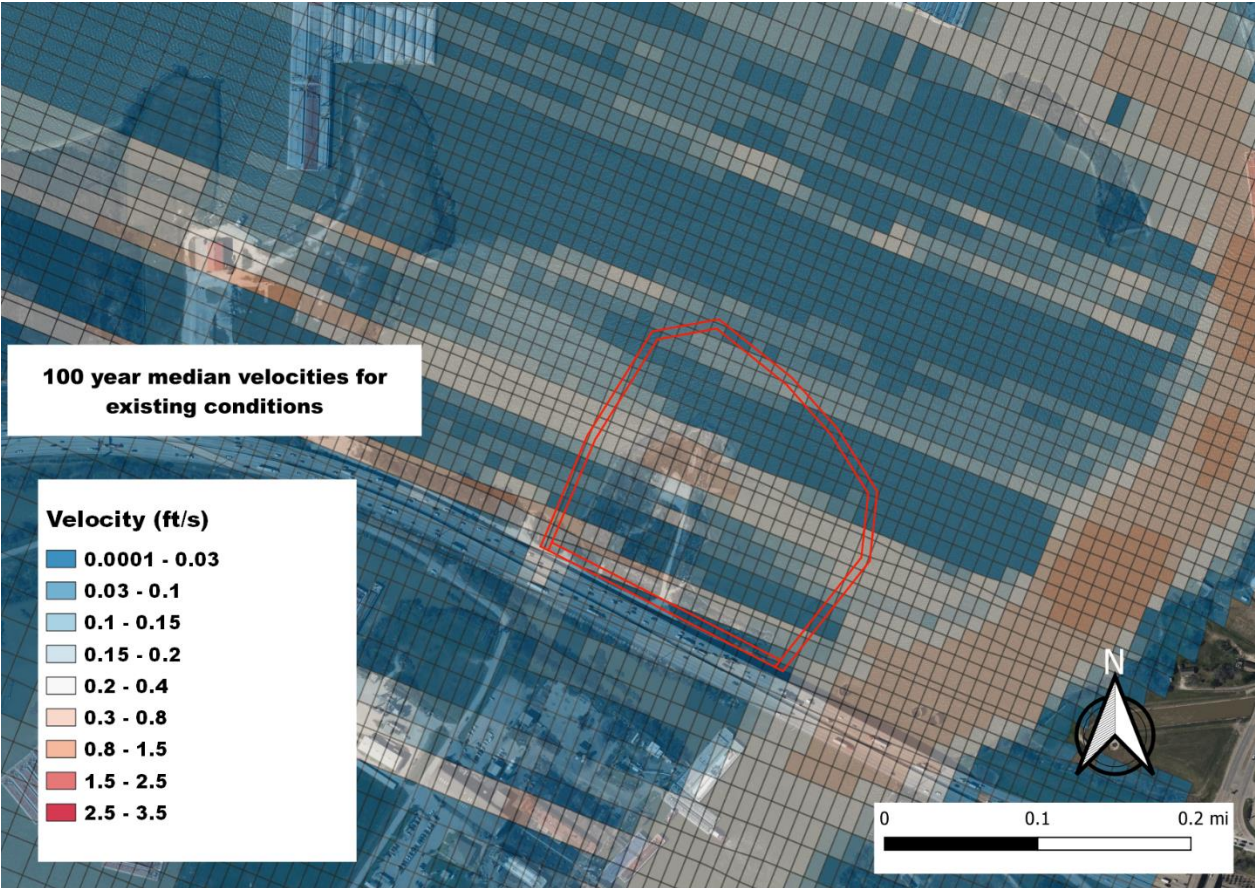 100 year median velocities for
existing conditions
Velocity (ft/s)
0.0001 - 0.03
0.03 - 0.1
0.1 - 0.15
0.15 - 0.2
0.2 - 0.4
0.3 - 0.8
0.8 - 1.5
1.5 - 2.5
2.5 - 3.5
N
0 0.1 0.2 mi